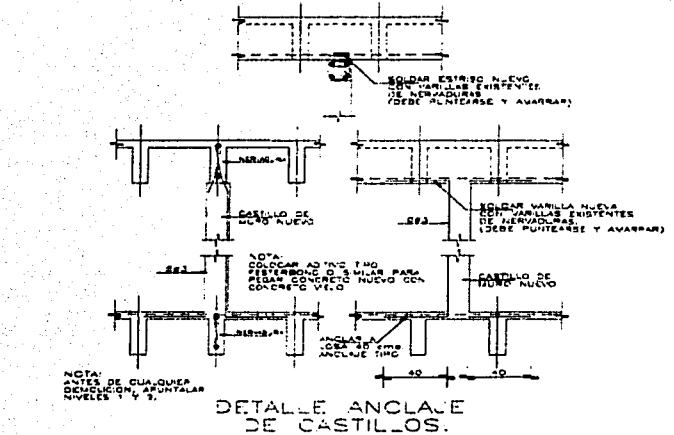 SOLDAR ESTRIBO NUEVO
CON VARILLAS EXISTENTES
DE NERVADURAS
(DEBE PUNTEARSE Y AMARRAR)
NERVADURA
CASTILLO DE
MURO NUEVO
SOLDAR VARILLA NUEVA
CON VARILLAS EXISTENTES
DE NERVADURAS.
(DEBE PUNTEARSE Y AMARRAR)
NOTA:
COLOCAR ADITIVO TIPO
FESTERBOND O SIMILAR PARA
PEGAR CONCRETO NUEVO CON
CONCRETO VIEJO
CASTILLO DE
MURO NUEVO
NERVADURA
ANCLAR A
LOSA 40 cms.
ANCLAJE TIPO
40
40
NOTA:
ANTES DE CUALQUIER
DEMOLICION, APUNTALAR
NIVELES 1 Y 2.
DETALLE ANCLAJE
DE CASTILLOS.